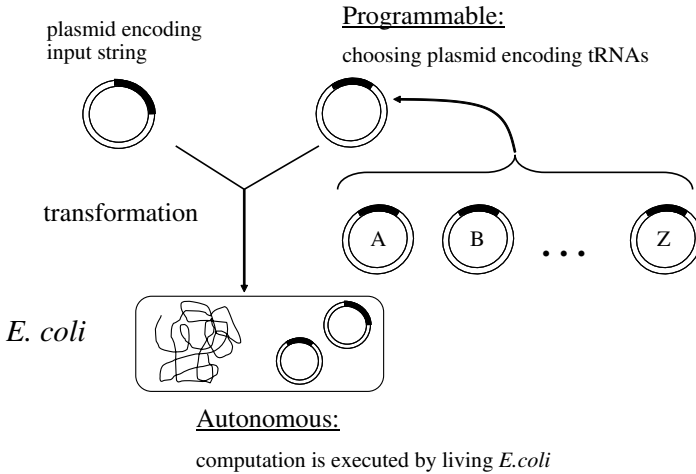 Programmable:
plasmid encoding
input string
choosing plasmid encoding tRNAs
transformation
A B ... Z
E. coli
Autonomous:
computation is executed by living E.coli